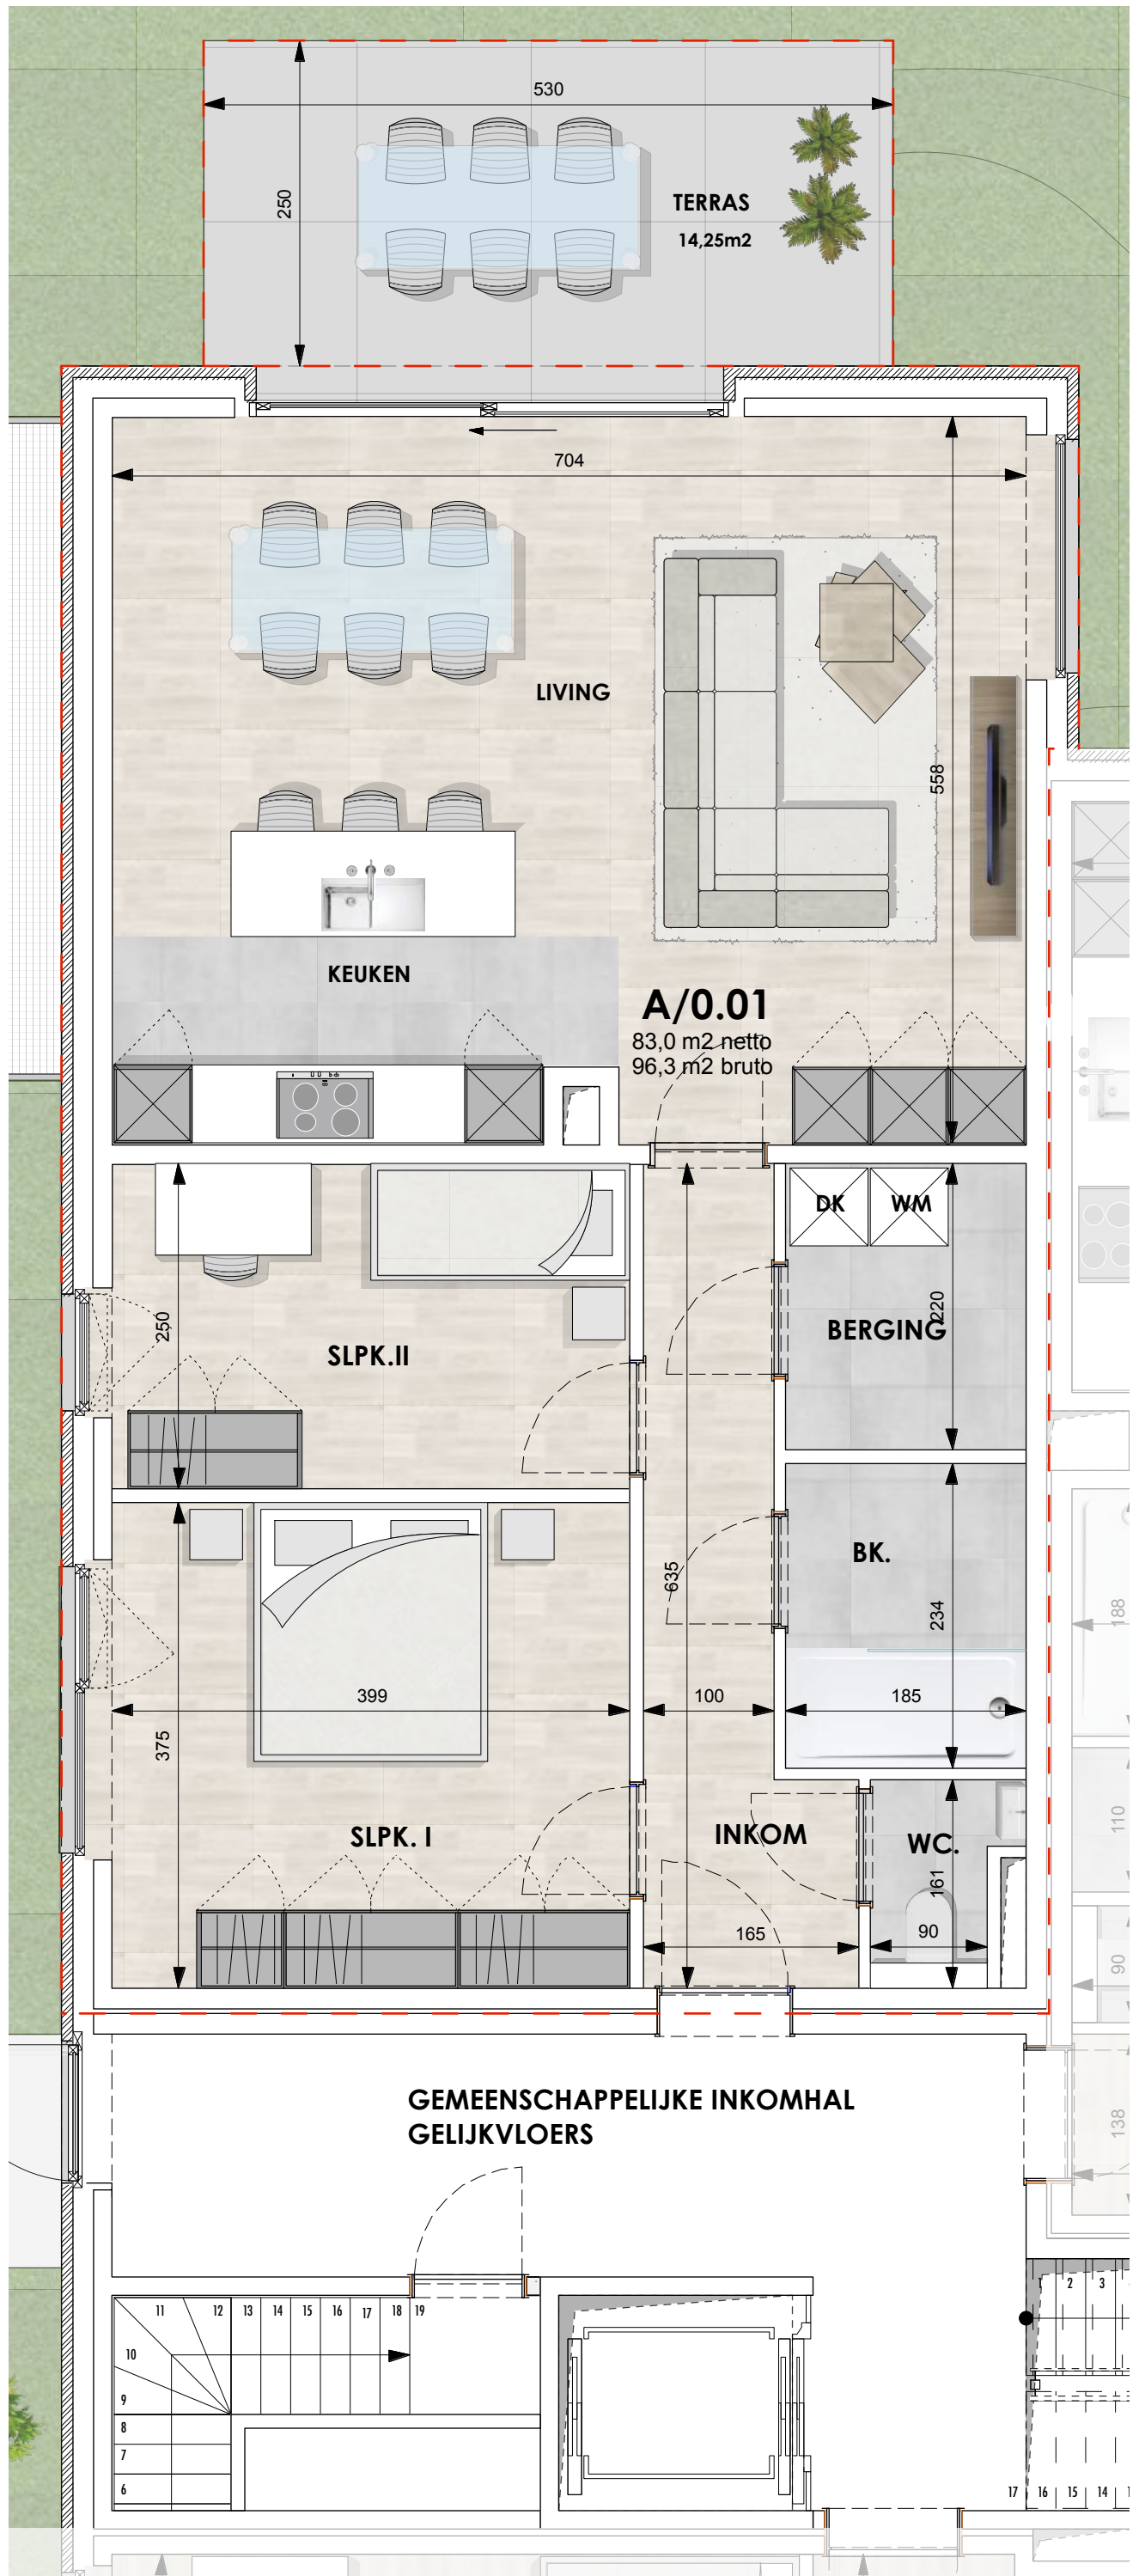 530
250
TERRAS
14,25m2
704
LIVING
558
KEUKEN
A/0.01
83,0 m2 netto
96,3 m2 bruto
DK
WM
250
220
BERGING
SLPK.II
BK.
635
234
188
399
100
185
375
110
SLPK. I
INKOM
WC.
161
165
90
90
GEMEENSCHAPPELIJKE INKOMHAL
GELIJKVLOERS
138
1 2 3
11 12 13 14 15 16 17 18 19
10
9
8
7
6
17 16 15 14